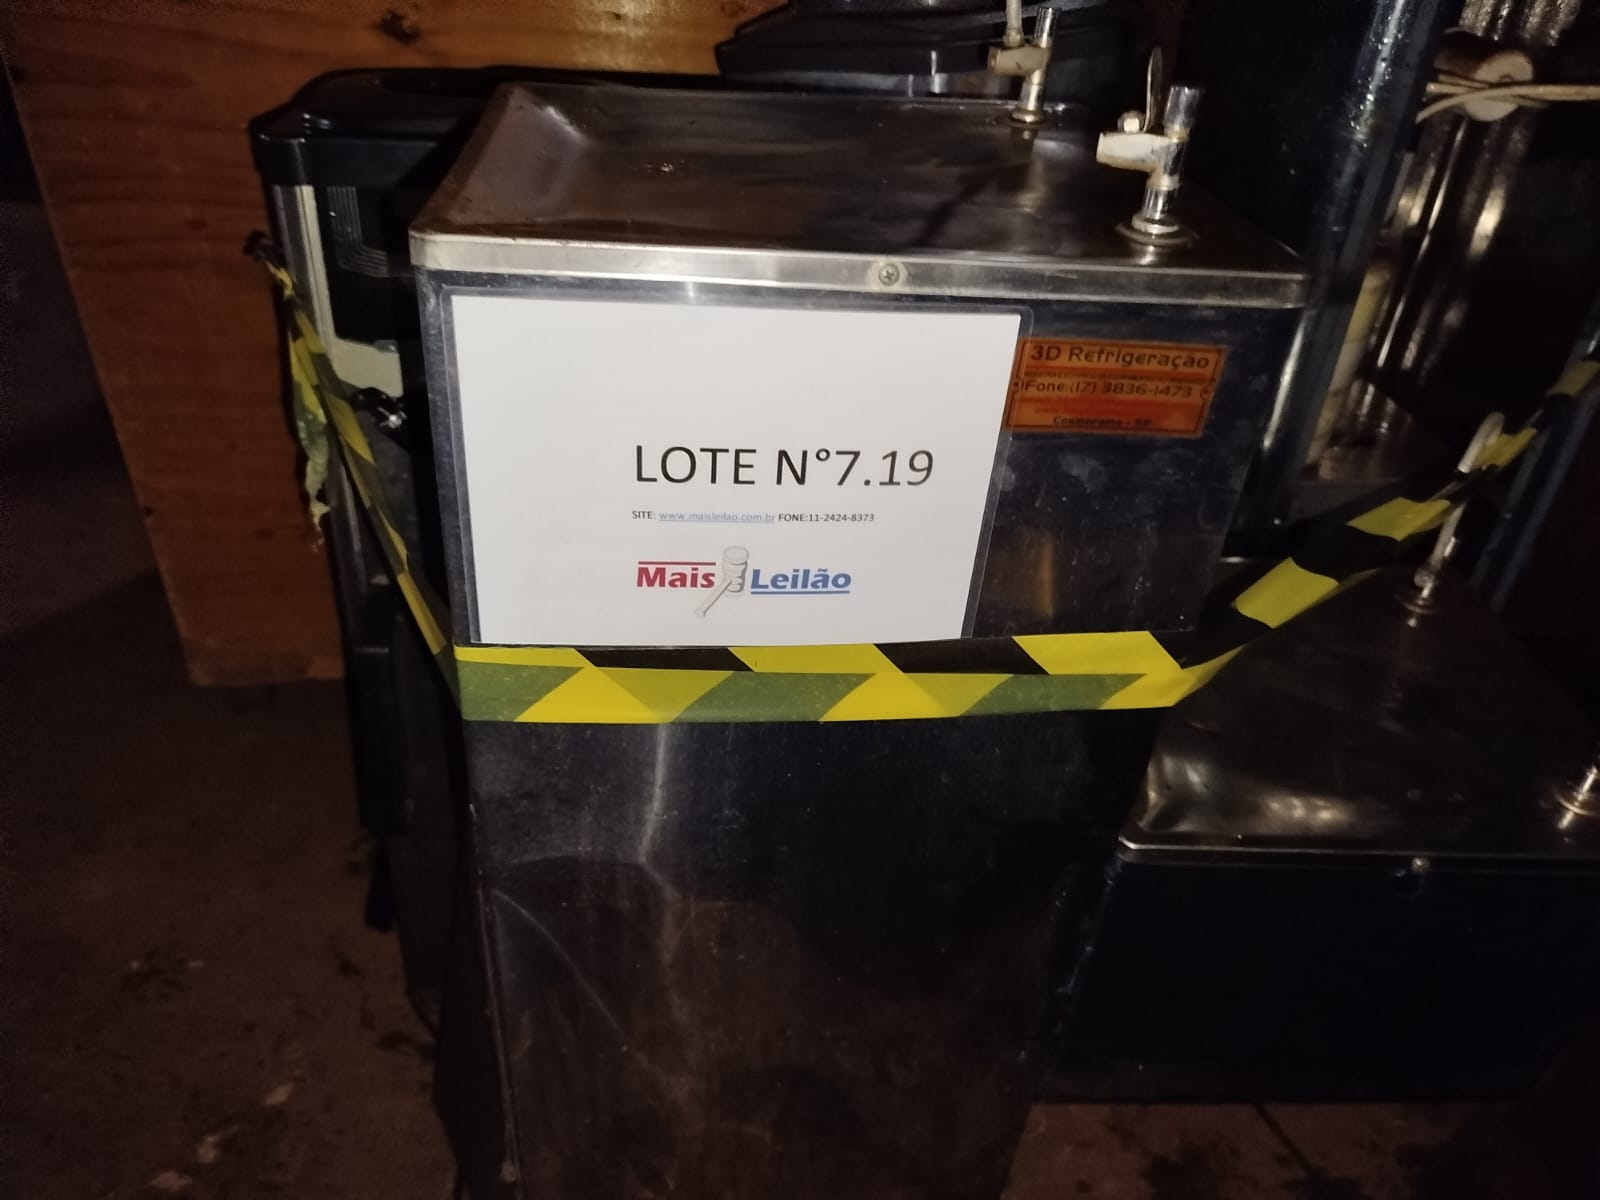 LOTE N°7.19
SITE: www.maisleilao.com.br FONE:11-2424-8373
Mais Leilão
3D Refrigeração
Fone:(17) 3836-1473
Cosmorama - SP